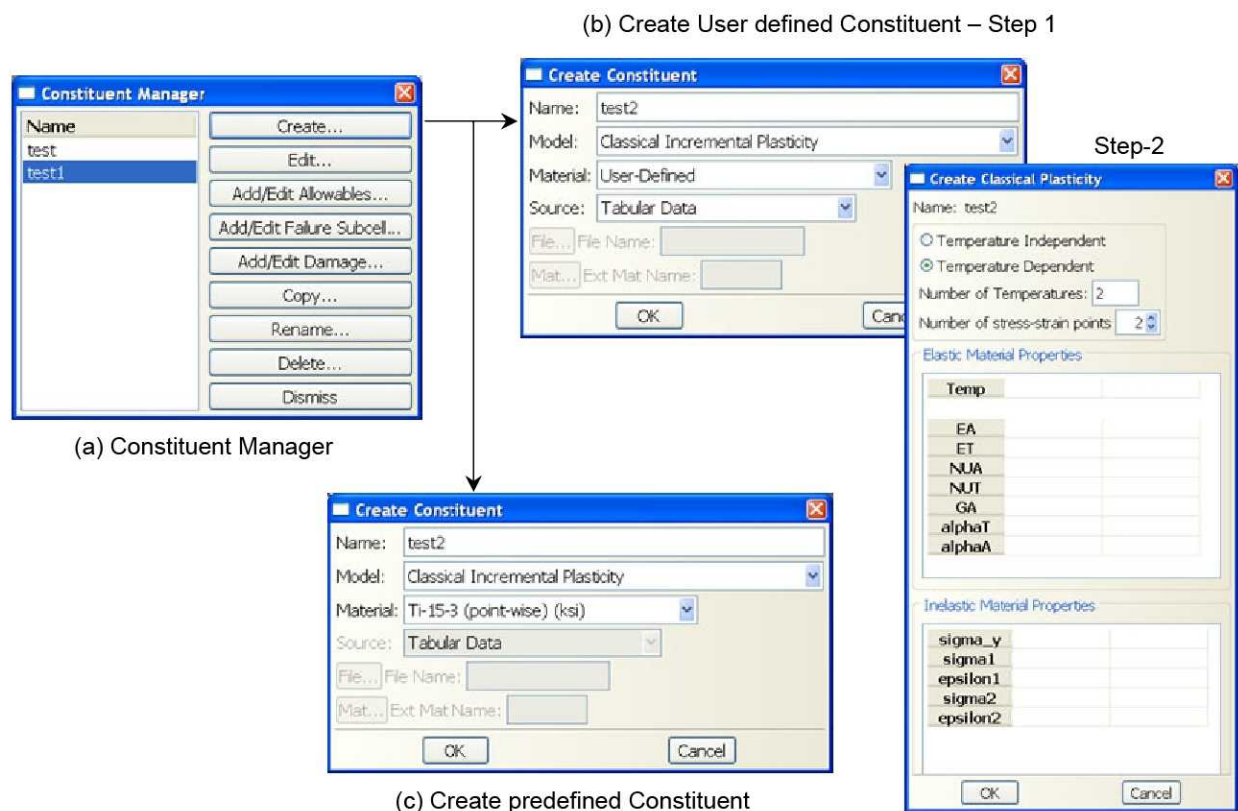 (b) Create User defined Constituent – Step 1
Constituent Manager
Name
test
test1
Create...
Edit...
Add/Edit Allowables...
Add/Edit Failure Subcell...
Add/Edit Damage...
Copy...
Rename...
Delete...
Dismiss
(a) Constituent Manager
Create Constituent
Name: test2
Model: Classical Incremental Plasticity
Material: User-Defined
Source: Tabular Data
File... File Name:
Mat... Ext Mat Name:
OK Canc
Step-2
Create Classical Plasticity
Name: test2
Temperature Independent
Temperature Dependent
Number of Temperatures: 2
Number of stress-strain points 2
Elastic Material Properties
Temp
EA
ET
NUA
NUT
GA
alphaT
alphaA
Inelastic Material Properties
sigma_y
sigma1
epsilon1
sigma2
epsilon2
OK Cancel
Create Constituent
Name: test2
Model: Classical Incremental Plasticity
Material: Ti-15-3 (point-wise) (ksi)
Source: Tabular Data
File... File Name:
Mat... Ext Mat Name:
OK Cancel
(c) Create predefined Constituent